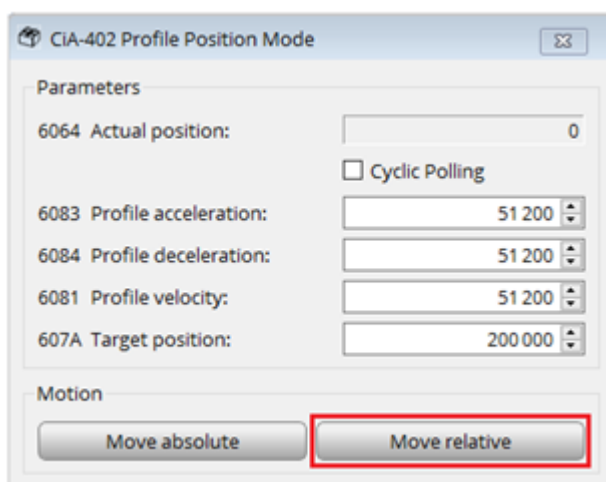 CiA-402 Profile Position Mode
Parameters
6064 Actual position: 0
Cyclic Polling
6083 Profile acceleration: 51 200
6084 Profile deceleration: 51 200
6081 Profile velocity: 51 200
607A Target position: 200 000
Motion
Move absolute Move relative